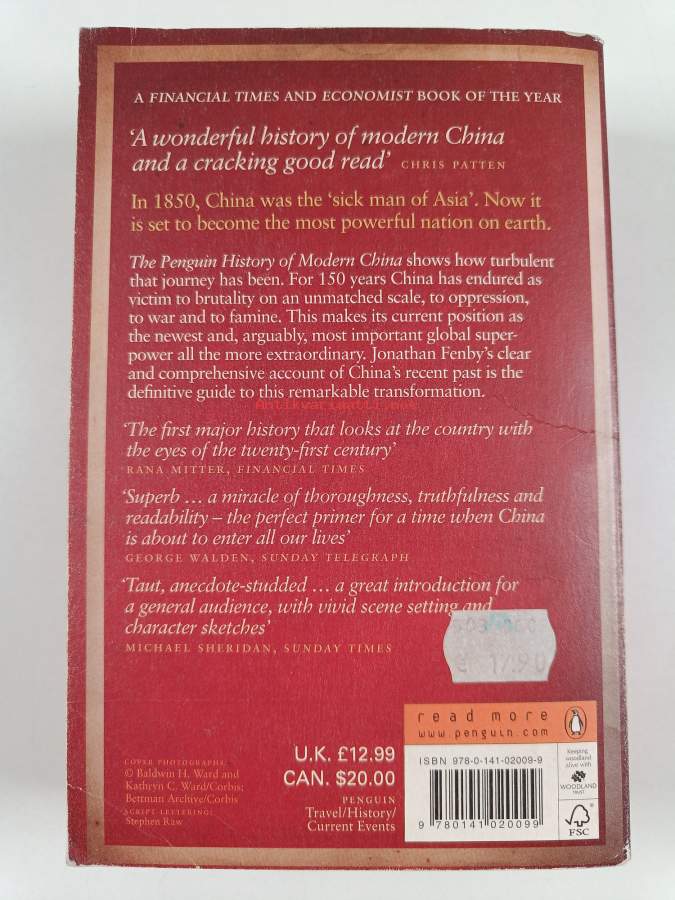 A FINANCIAL TIMES AND ECONOMIST BOOK OF THE YEAR
‘A wonderful history of modern China
and a cracking good read’ CHRIS PATTEN
In 1850, China was the ‘sick man of Asia’. Now it
is set to become the most powerful nation on earth.
The Penguin History of Modern China shows how turbulent
that journey has been. For 150 years China has endured as
victim to brutality on an unmatched scale, to oppression,
to war and to famine. This makes its current position as
the newest and, arguably, most important global super-
power all the more extraordinary. Jonathan Fenby’s clear
and comprehensive account of China’s recent past is the
definitive guide to this remarkable transformation.
‘The first major history that looks at the country with
the eyes of the twenty-first century’
RANA MITTER, FINANCIAL TIMES
‘Superb ... a miracle of thoroughness, truthfulness and
readability – the perfect primer for a time when China
is about to enter all our lives’
GEORGE WALDEN, SUNDAY TELEGRAPH
‘Taut, anecdote-studded ... a great introduction for
a general audience, with vivid scene setting and
character sketches’
MICHAEL SHERIDAN, SUNDAY TIMES
read more
www.penguin.com
COVER PHOTOGRAPHS:
© Baldwin H. Ward and
Kathryn C. Ward/Corbis;
Bettman Archive/Corbis
SCRIPT LETTERING:
Stephen Raw
U.K. £12.99
CAN. $20.00
PENGUIN
Travel/History/
Current Events
ISBN 978-0-141-02009-9
9 780141 020099
Keeping
woodland
alive with
WOODLAND
TRUST
FSC